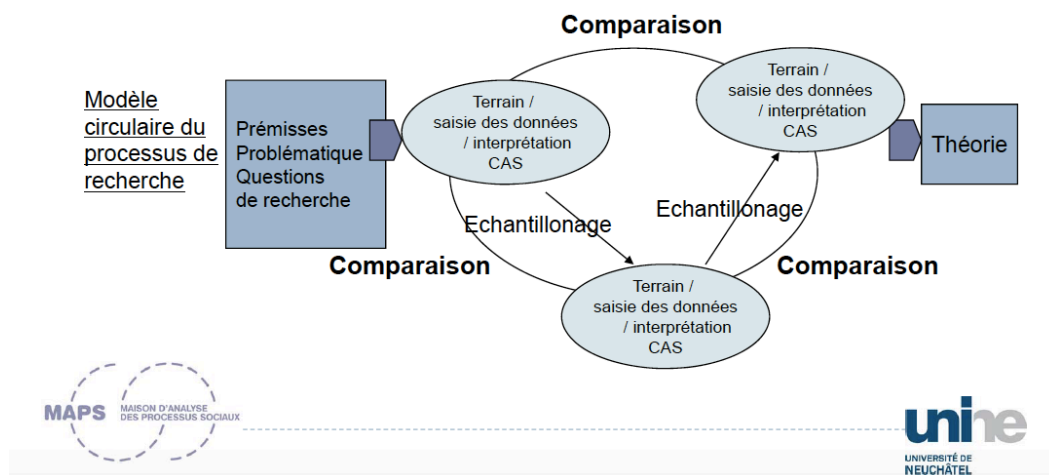 Comparaison
Modèle
circulaire du
processus de
recherche
Prémisses
Problématique
Questions
de recherche
Terrain /
saisie des données
/ interprétation
CAS
Terrain /
saisie des données
/ interprétation
CAS
Théorie
Echantillonage
Echantillonage
Comparaison
Comparaison
Terrain /
saisie des données
/ interprétation
CAS
MAPS
MAISON D'ANALYSE
DES PROCESSUS SOCIAUX
unine
UNIVERSITÉ DE
NEUCHÂTEL